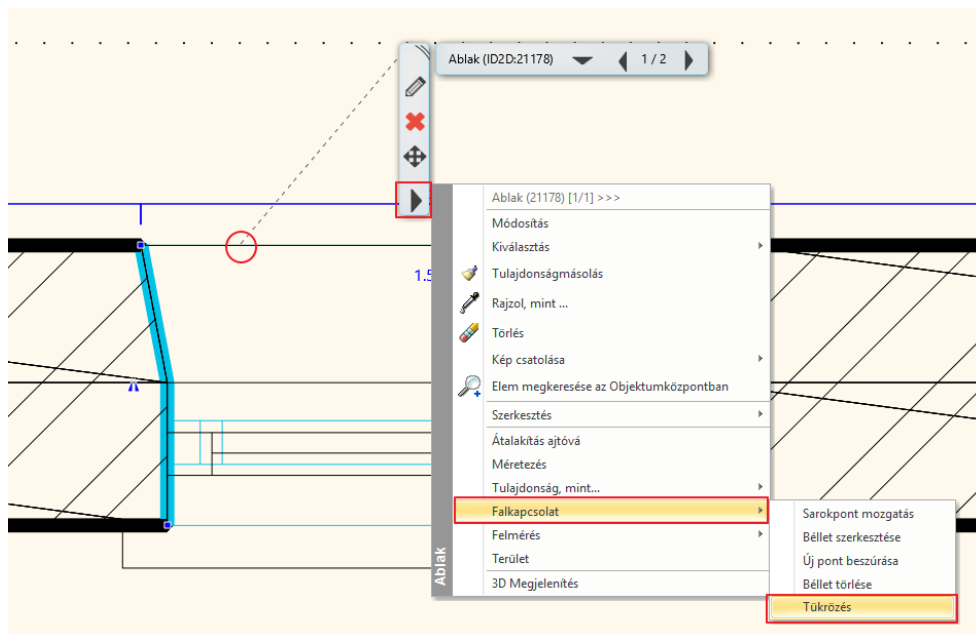 Ablak (ID2D:21178) 1 / 2
Ablak (21178) [1/1] >>>
Módosítás
Kiválasztás
1.5
Tulajdonságmásolás
Rajzol, mint ...
Törlés
Kép csatolása
Elem megkeresése az Objektumközpontban
Szerkesztés
Átalakítás ajtóvá
Méretezés
Tulajdonság, mint...
Falkapcsolat
Felmérés
Terület
3D Megjelenítés
Ablak
Sarokpont mozgatás
Béllet szerkesztése
Új pont beszúrása
Béllet törlése
Tükrözés